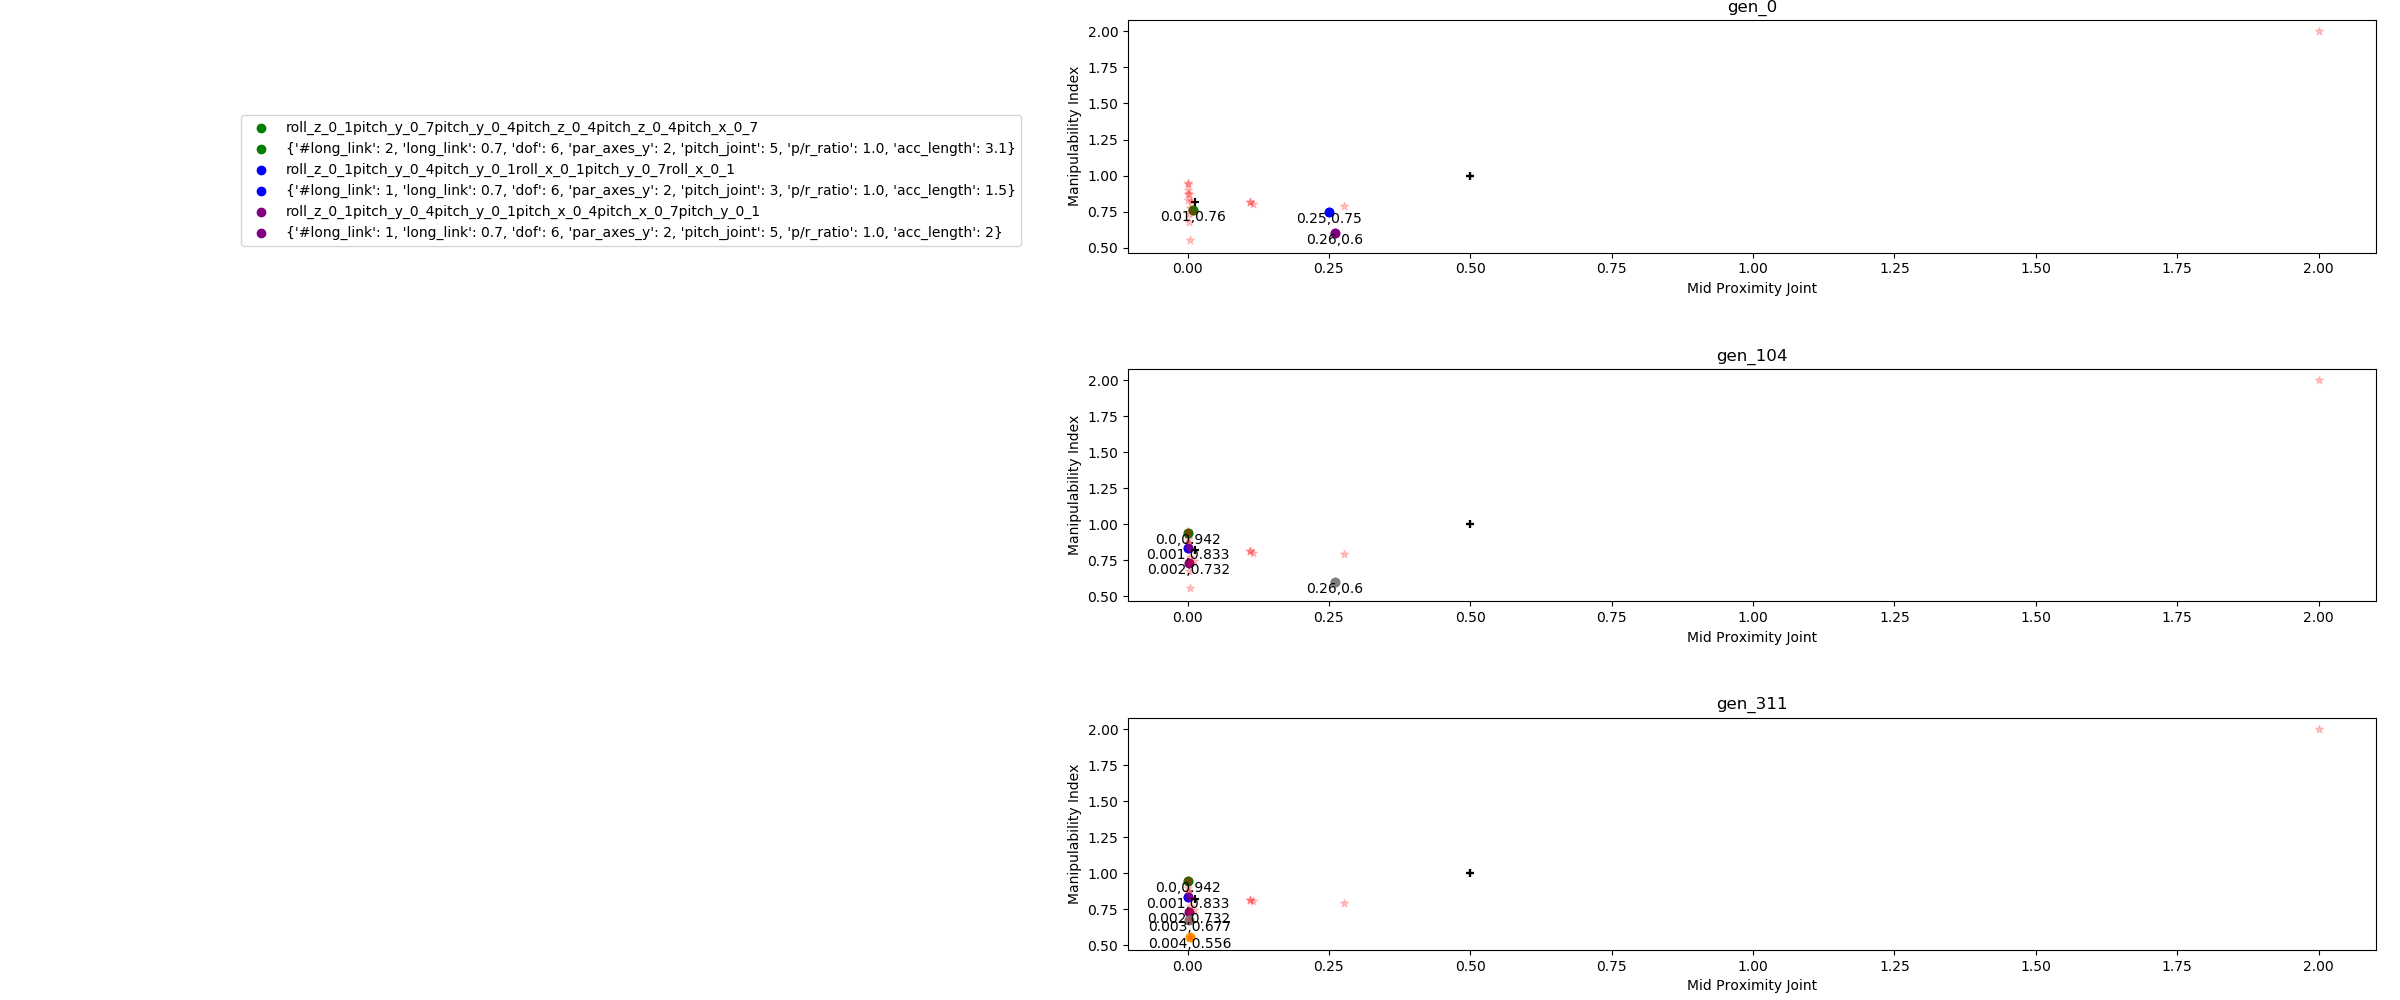 roll_z_0_1pitch_y_0_7pitch_y_0_4pitch_z_0_4pitch_z_0_4pitch_x_0_7
{'#long_link': 2, 'long_link': 0.7, 'dof': 6, 'par_axes_y': 2, 'pitch_joint': 5, 'p/r_ratio': 1.0, 'acc_length': 3.1}
roll_z_0_1pitch_y_0_4pitch_y_0_1roll_x_0_1pitch_y_0_7roll_x_0_1
{'#long_link': 1, 'long_link': 0.7, 'dof': 6, 'par_axes_y': 2, 'pitch_joint': 3, 'p/r_ratio': 1.0, 'acc_length': 1.5}
roll_z_0_1pitch_y_0_4pitch_y_0_1pitch_x_0_4pitch_x_0_7pitch_y_0_1
{'#long_link': 1, 'long_link': 0.7, 'dof': 6, 'par_axes_y': 2, 'pitch_joint': 5, 'p/r_ratio': 1.0, 'acc_length': 2}
gen_0
Manipulability Index
2.00
1.75
1.50
1.25
1.00
0.75
0.50
0.01,0.76
0.25,0.75
0.26,0.6
0.00 0.25 0.50 0.75 1.00 1.25 1.50 1.75 2.00
Mid Proximity Joint
gen_104
Manipulability Index
2.00
1.75
1.50
1.25
1.00
0.75
0.50
0.0,0.942
0.001,0.833
0.002,0.732
0.26,0.6
0.00 0.25 0.50 0.75 1.00 1.25 1.50 1.75 2.00
Mid Proximity Joint
gen_311
Manipulability Index
2.00
1.75
1.50
1.25
1.00
0.75
0.50
0.0,0.942
0.001,0.833
0.002,0.732
0.003,0.677
0.004,0.556
0.00 0.25 0.50 0.75 1.00 1.25 1.50 1.75 2.00
Mid Proximity Joint